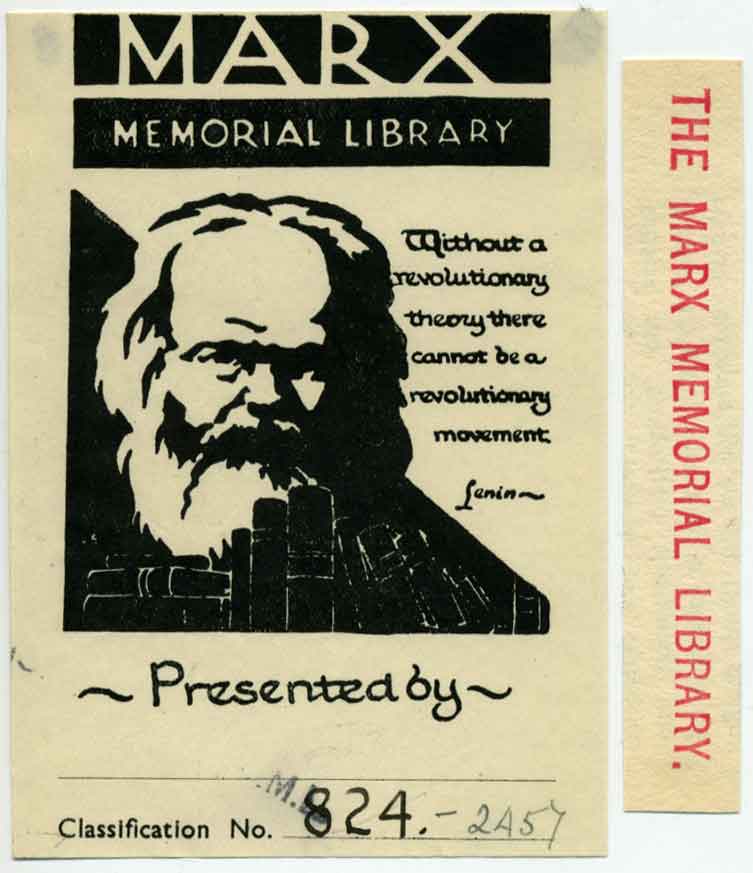 MARX
MEMORIAL LIBRARY
Without a
revolutionary
theory there
cannot be a
revolutionary
movement.
Lenin~
~ Presented by ~
M.L
Classification No. 824.- 2457
THE MARX MEMORIAL LIBRARY.